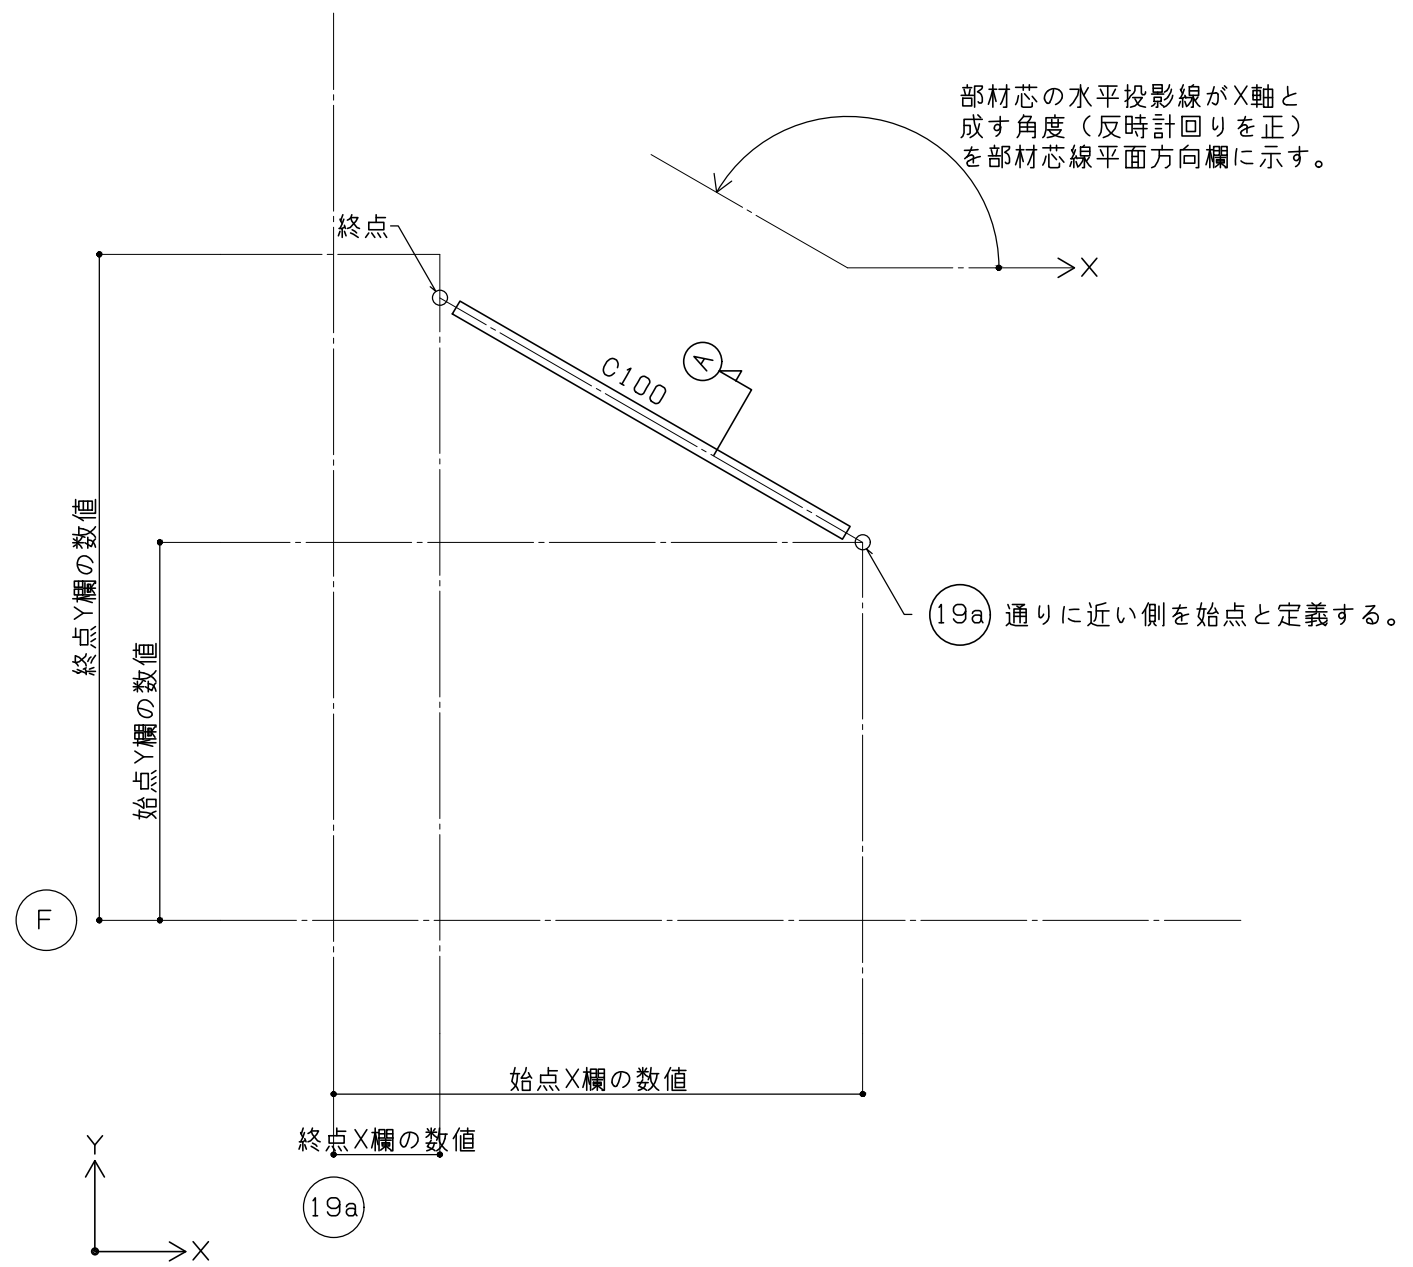 部材芯の水平投影線がX軸と
成す角度（反時計回りを正）
を部材芯線平面方向欄に示す。
終点
X
A
C100
終点Y欄の数値
始点Y欄の数値
19a 通りに近い側を始点と定義する。
F
始点X欄の数値
終点X欄の数値
Y
19a
X